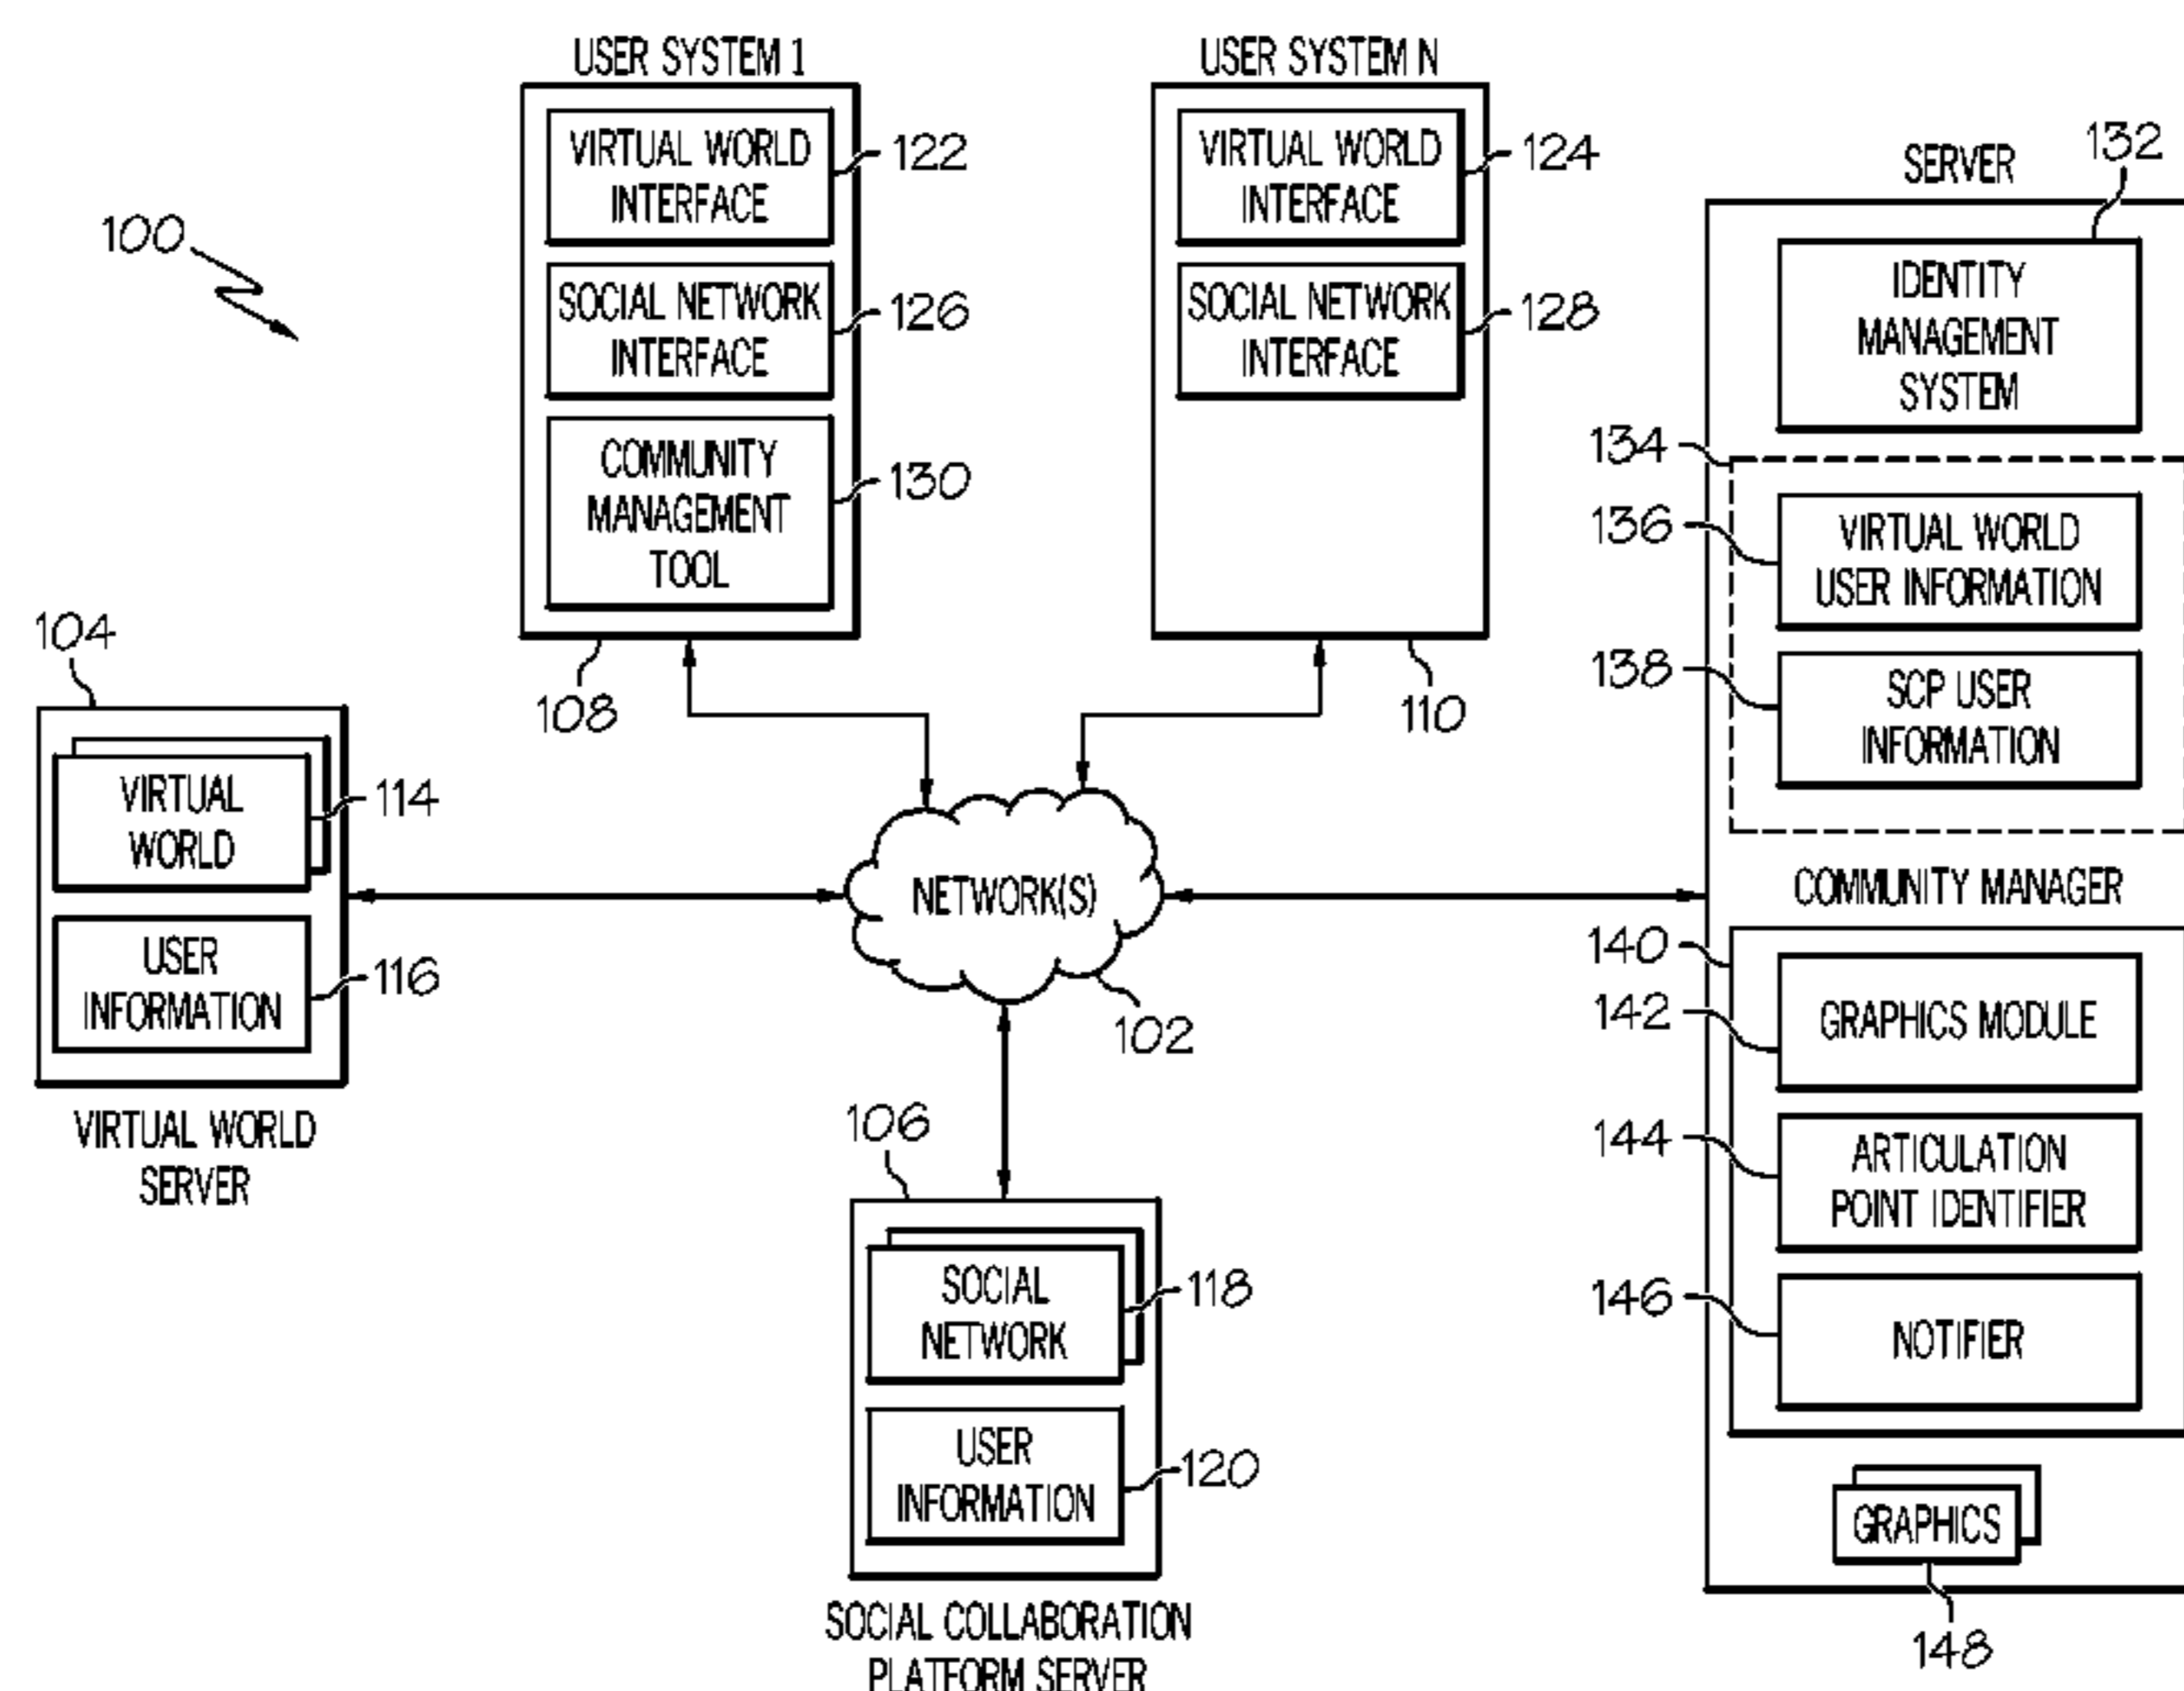 100
USER SYSTEM 1
VIRTUAL WORLD
INTERFACE
122
SOCIAL NETWORK
INTERFACE
126
COMMUNITY
MANAGEMENT
TOOL
130
108
USER SYSTEM N
VIRTUAL WORLD
INTERFACE
124
SOCIAL NETWORK
INTERFACE
128
110
SERVER
132
IDENTITY
MANAGEMENT
SYSTEM
134
136
VIRTUAL WORLD
USER INFORMATION
138
SCP USER
INFORMATION
COMMUNITY MANAGER
140
142
GRAPHICS MODULE
144
ARTICULATION
POINT IDENTIFIER
146
NOTIFIER
GRAPHICS
148
104
VIRTUAL
WORLD
114
USER
INFORMATION
116
VIRTUAL WORLD
SERVER
NETWORK(S)
102
106
SOCIAL
NETWORK
118
USER
INFORMATION
120
SOCIAL COLLABORATION
PLATFORM SERVER